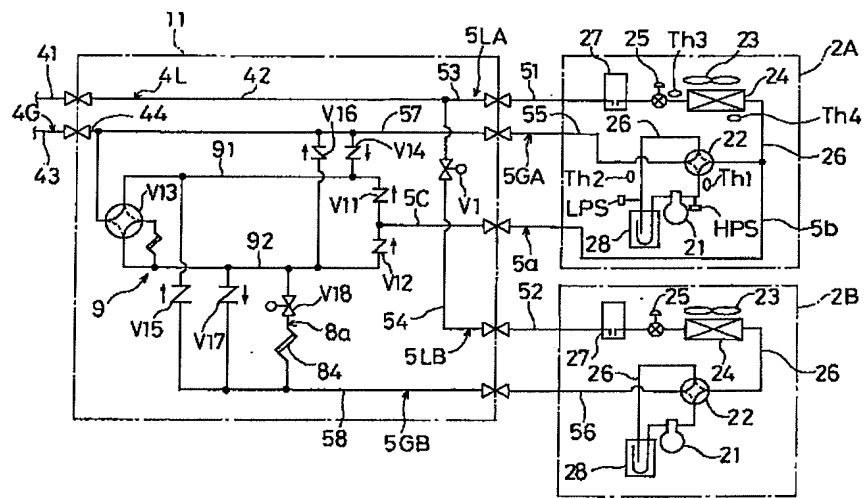 11
5LA
27
25
Th3
23
2A
41
4L
42
53
51
24
4G
44
V16
57
55
26
22
Th4
43
91
V14
5GA
26
V13
V11
5C
V1
Th2
Th1
LPS
92
V12
5a
28
21
HPS
5b
9
V15
V17
V18
8a
54
52
25
23
2B
84
5LB
27
24
26
26
58
5GB
56
22
28
21